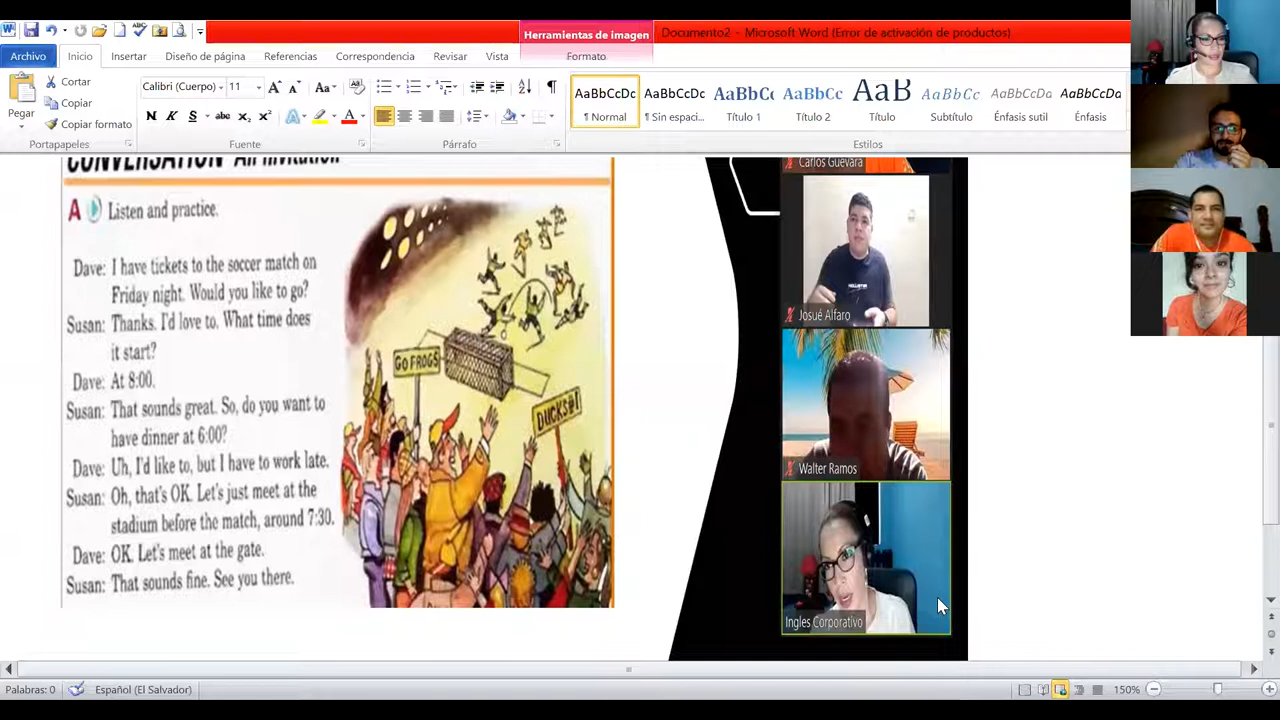 Herramientas de imagen
Documento2 - Microsoft Word (Error de activación de productos)
Archivo Inicio Insertar Diseño de página Referencias Correspondencia Revisar Vista Formato
Pegar
Cortar
Copiar
Copiar formato
Portapapeles
Calibri (Cuerpo) 11
Fuente
Párrafo
AaBbCcDc AaBbCcDc AaBbCc AaBbCc AaB AaBbCc AaBbCcDa AaBbCcDc
¶ Normal ¶ Sin espaci... Título 1 Título 2 Título Subtítulo Énfasis sutil Énfasis
Estilos
CONVERSATION An invitation
A Listen and practice.
Dave: I have tickets to the soccer match on
Friday night. Would you like to go?
Susan: Thanks. I'd love to. What time does
it start?
Dave: At 8:00.
Susan: That sounds great. So, do you want to
have dinner at 6:00?
Dave: Uh, I'd like to, but I have to work late.
Susan: Oh, that's OK. Let's just meet at the
stadium before the match, around 7:30.
Dave: OK. Let's meet at the gate.
Susan: That sounds fine. See you there.
GO FROGS
DUCKS#1
Carlos Guevara
Josué Alfaro
Walter Ramos
Ingles Corporativo
Palabras: 0 Español (El Salvador) 150%